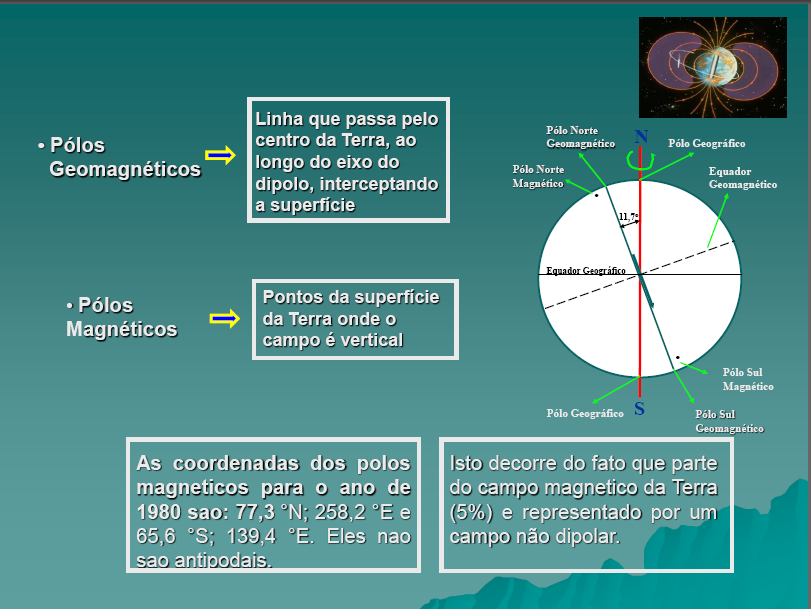 • Pólos
Geomagnéticos
Linha que passa pelo
centro da Terra, ao
longo do eixo do
dipolo, interceptando
a superfície
• Pólos
Magnéticos
Pontos da superfície
da Terra onde o
campo é vertical
Pólo Norte
Geomagnético
N
Pólo Geográfico
Pólo Norte
Magnético
Equador
Geomagnético
11,7º
Equador Geográfico
Pólo Sul
Magnético
Pólo Geográfico
S
Pólo Sul
Geomagnético
As coordenadas dos polos
magneticos para o ano de
1980 sao: 77,3 °N; 258,2 °E e
65,6 °S; 139,4 °E. Eles nao
sao antipodais.
Isto decorre do fato que parte
do campo magnetico da Terra
(5%) e representado por um
campo não dipolar.